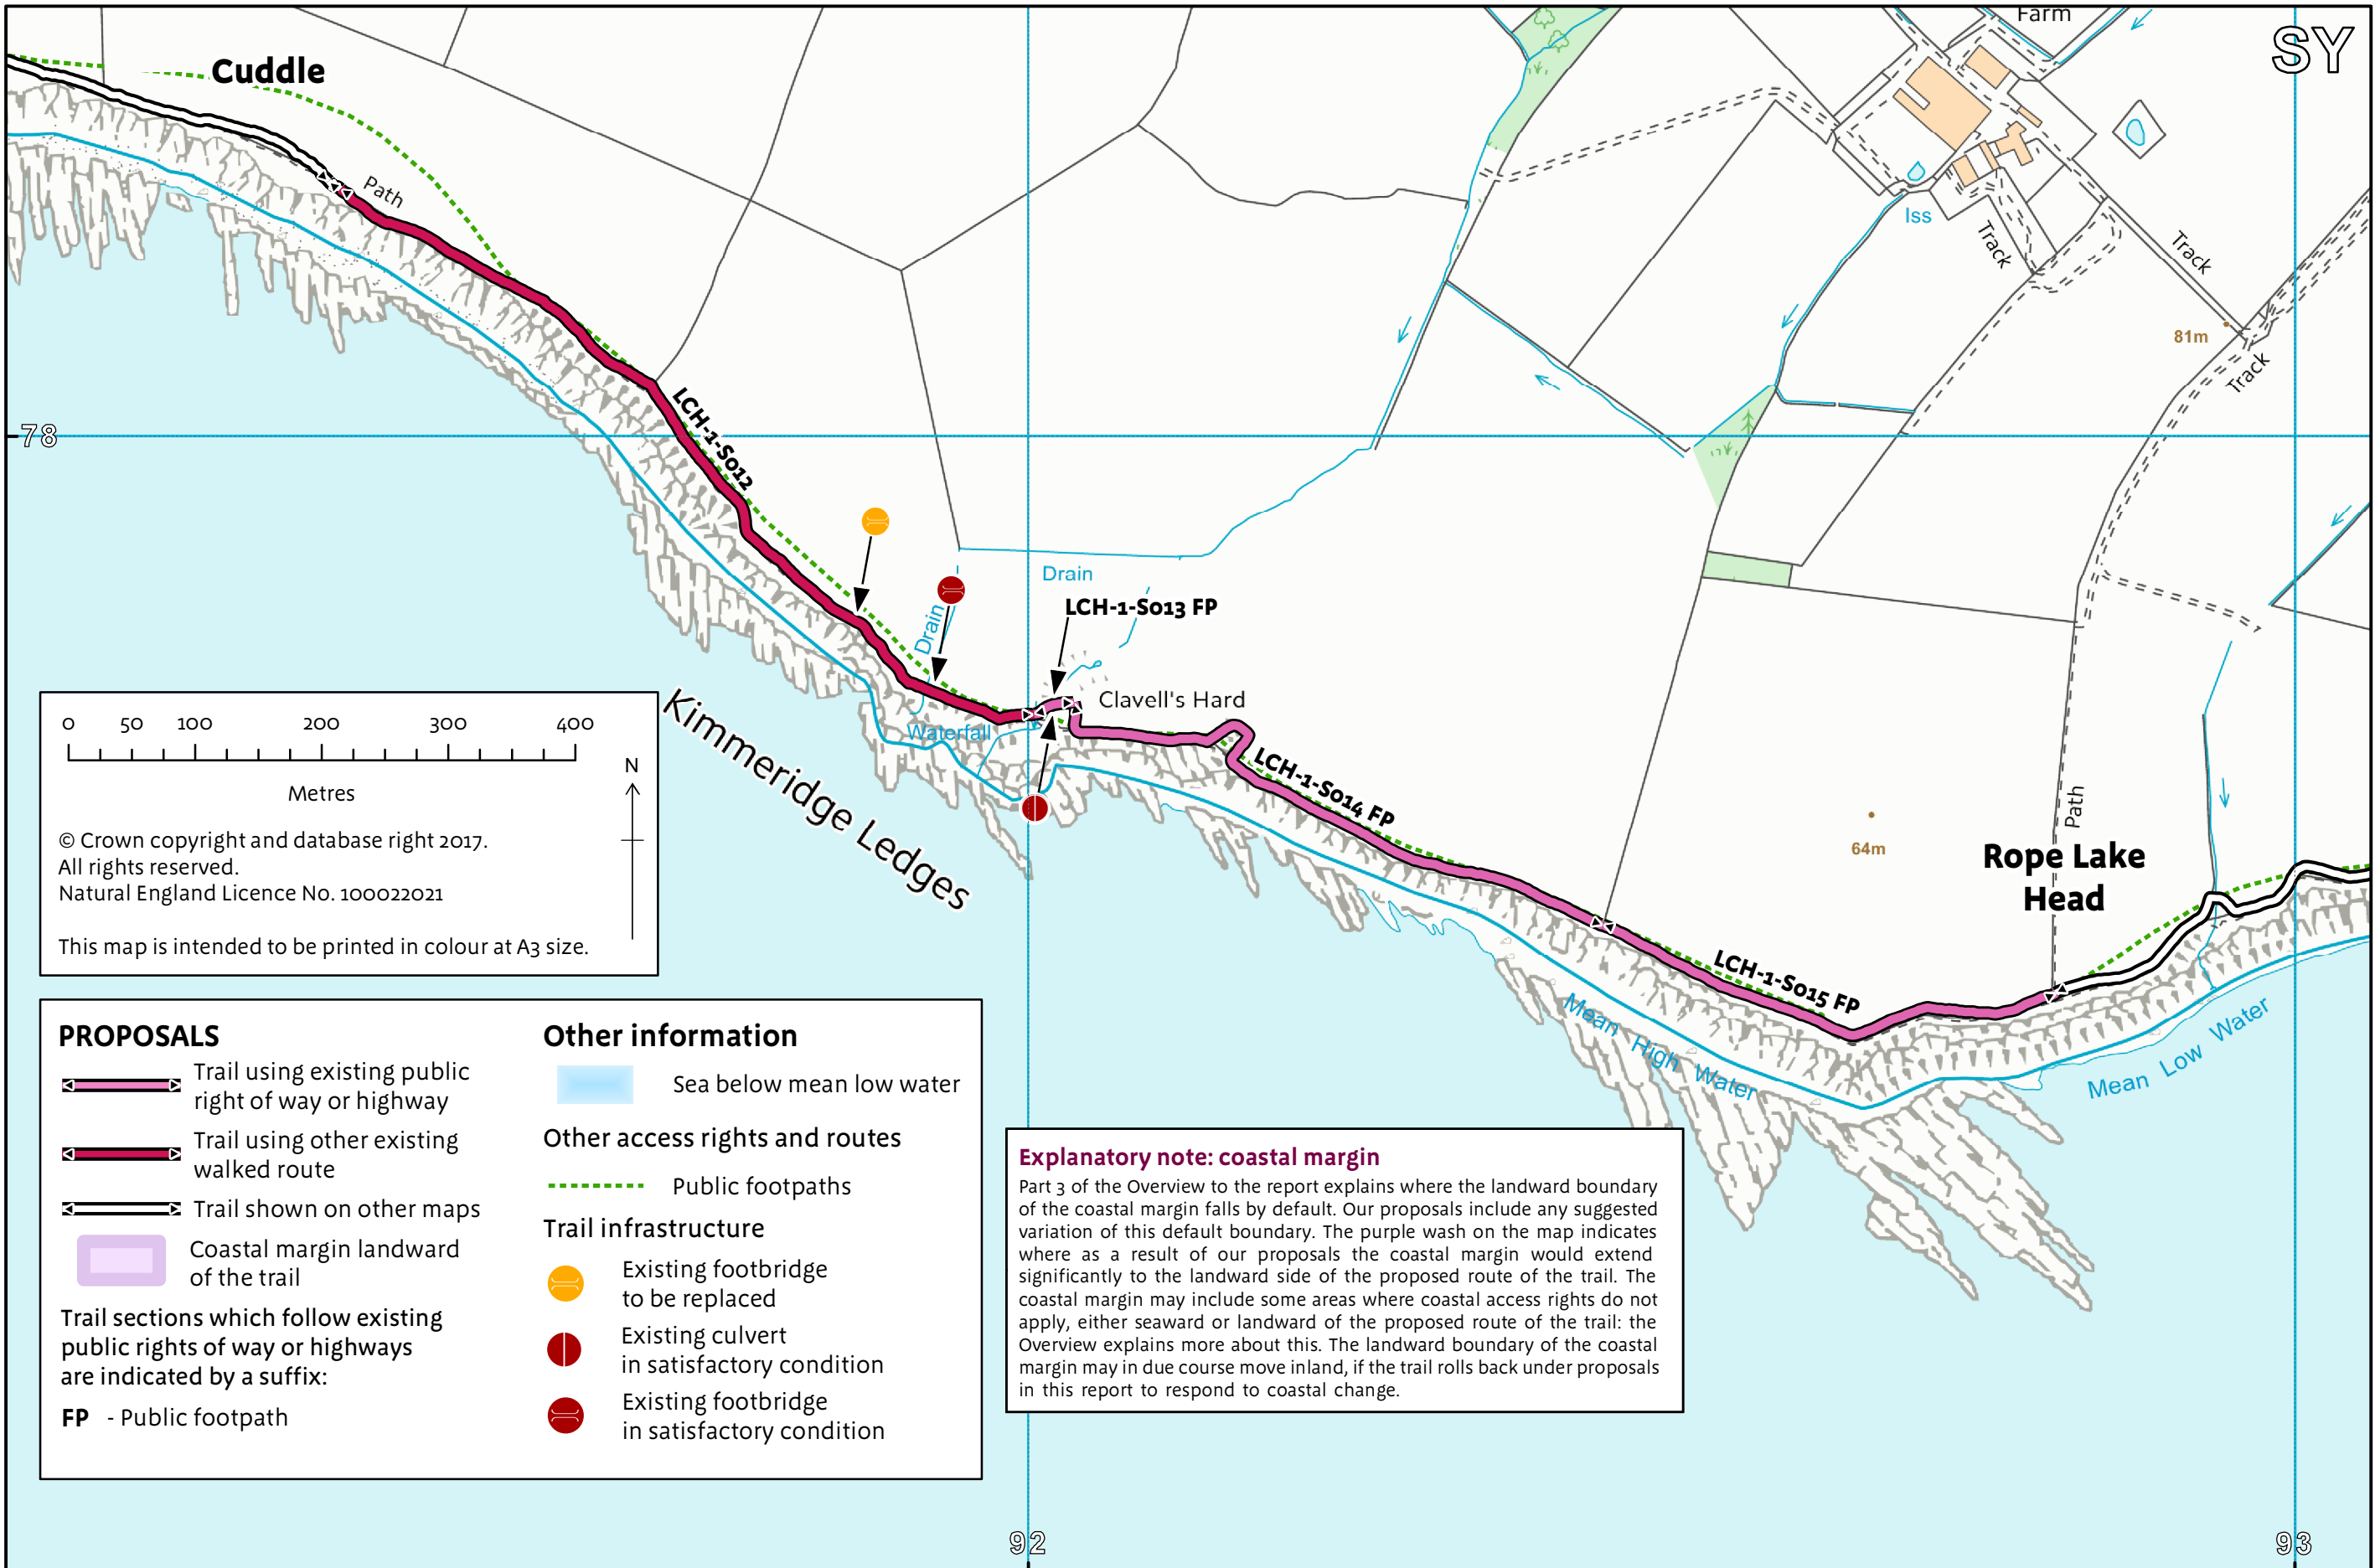 Farm
SY
Cuddle
Path
Iss
Track
Track
81m
Track
78
LCH-1-S012
Drain
Drain
LCH-1-S013 FP
Clavell's Hard
Waterfall
Kimmeridge Ledges
LCH-1-S014 FP
Path
64m
Rope Lake
Head
LCH-1-S015 FP
Mean High Water
Mean Low Water
0 50 100 200 300 400
Metres
N
© Crown copyright and database right 2017.
All rights reserved.
Natural England Licence No. 100022021
This map is intended to be printed in colour at A3 size.
PROPOSALS
Trail using existing public
right of way or highway
Trail using other existing
walked route
Trail shown on other maps
Coastal margin landward
of the trail
Trail sections which follow existing
public rights of way or highways
are indicated by a suffix:
FP - Public footpath
Other information
Sea below mean low water
Other access rights and routes
Public footpaths
Trail infrastructure
Existing footbridge
to be replaced
Existing culvert
in satisfactory condition
Existing footbridge
in satisfactory condition
Explanatory note: coastal margin
Part 3 of the Overview to the report explains where the landward boundary
of the coastal margin falls by default. Our proposals include any suggested
variation of this default boundary. The purple wash on the map indicates
where as a result of our proposals the coastal margin would extend
significantly to the landward side of the proposed route of the trail. The
coastal margin may include some areas where coastal access rights do not
apply, either seaward or landward of the proposed route of the trail: the
Overview explains more about this. The landward boundary of the coastal
margin may in due course move inland, if the trail rolls back under proposals
in this report to respond to coastal change.
92
93